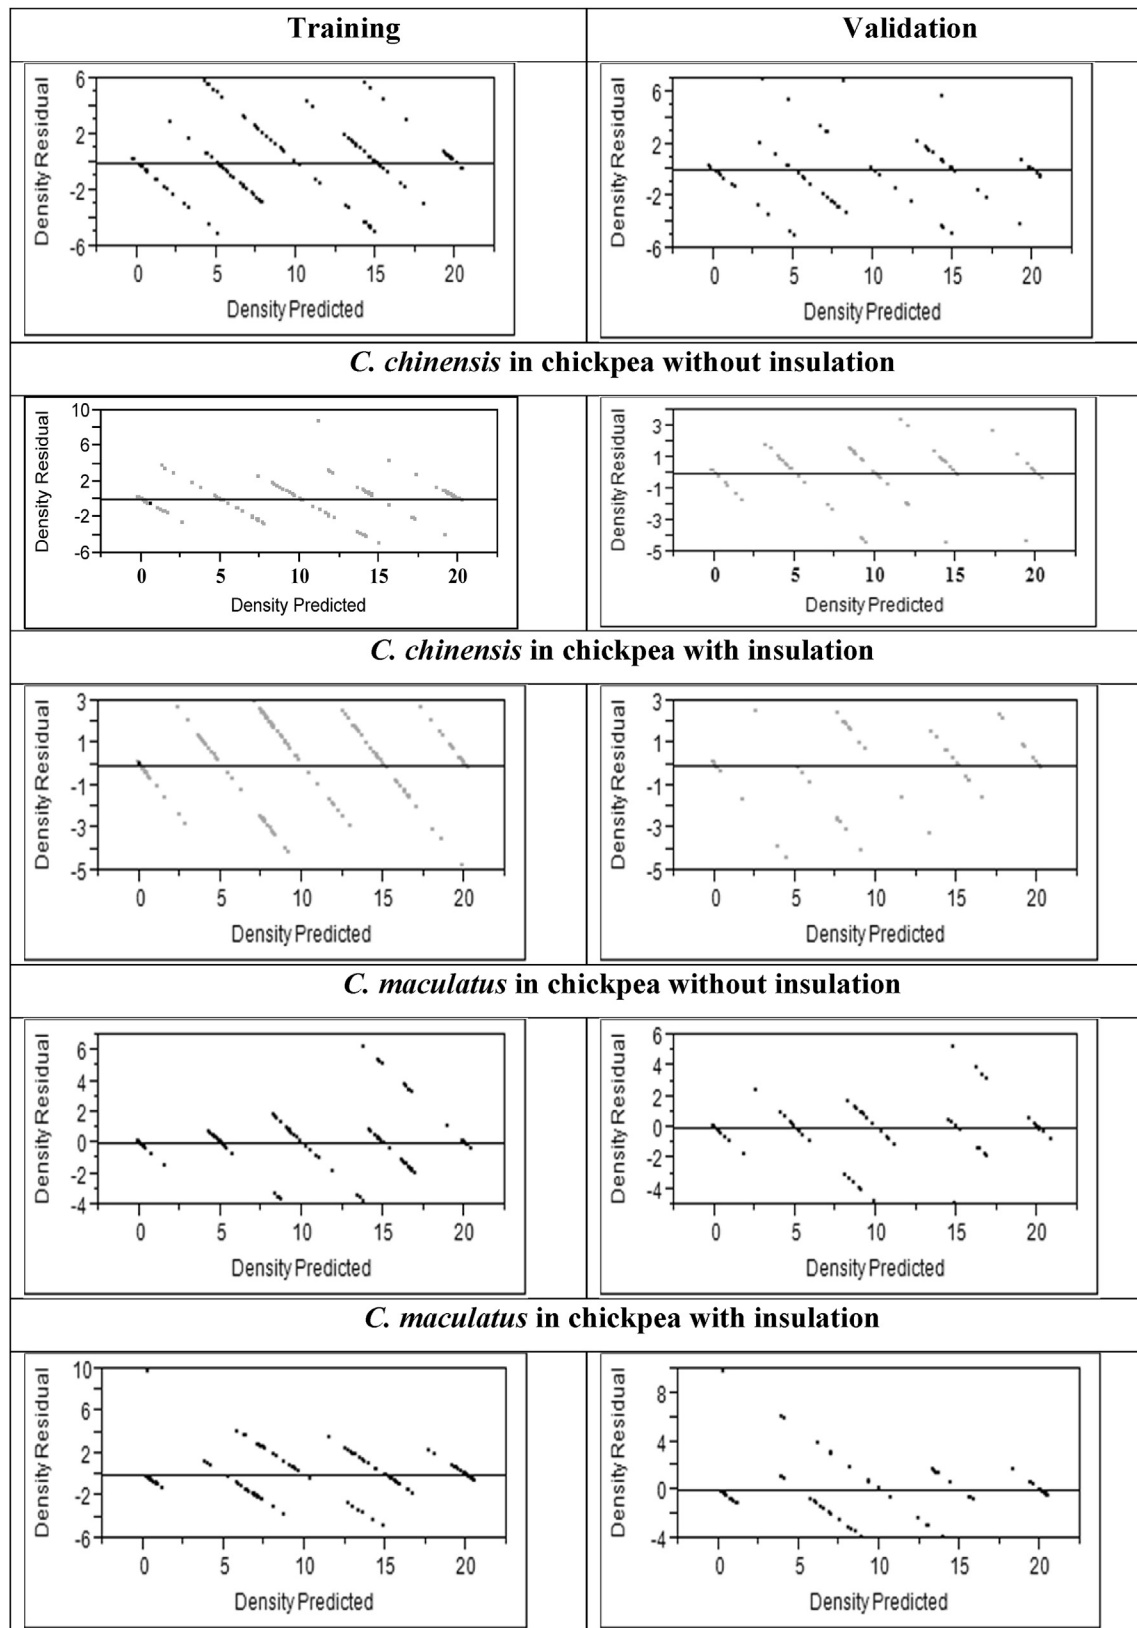 Training Validation
Density Residual
6
2
-2
-6
0 5 10 15 20
Density Predicted
Density Residual
6
2
-2
-6
0 5 10 15 20
Density Predicted
C. chinensis in chickpea without insulation
Density Residual
10
6
2
-2
-6
0 5 10 15 20
Density Predicted
Density Residual
3
1
-1
-3
-5
0 5 10 15 20
Density Predicted
C. chinensis in chickpea with insulation
Density Residual
3
1
-1
-3
-5
0 5 10 15 20
Density Predicted
Density Residual
3
1
-1
-3
-5
0 5 10 15 20
Density Predicted
C. maculatus in chickpea without insulation
Density Residual
6
4
2
0
-2
-4
0 5 10 15 20
Density Predicted
Density Residual
6
4
2
0
-2
-4
0 5 10 15 20
Density Predicted
C. maculatus in chickpea with insulation
Density Residual
10
6
2
-2
-6
0 5 10 15 20
Density Predicted
Density Residual
8
4
0
-4
0 5 10 15 20
Density Predicted